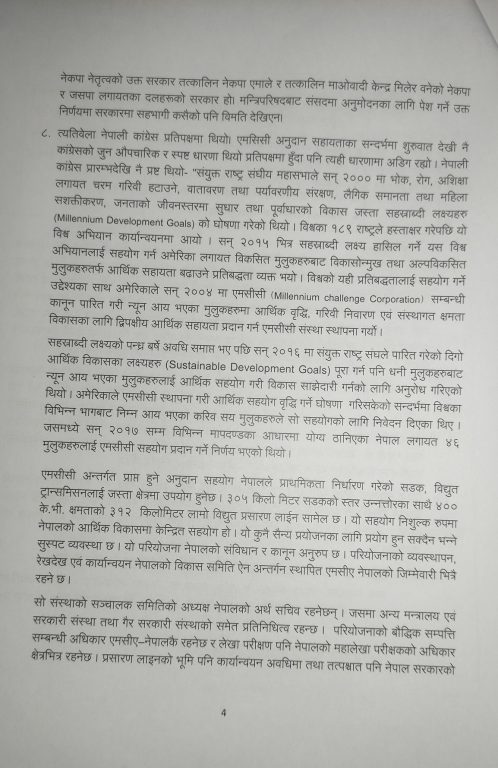 नेकपा नेतृत्वको उक्त सरकार तत्कालिन नेकपा एमाले र तत्कालिन माओवादी केन्द्र मिलेर वनेको नेकपा
र जसपा लगायतका दलहरूको सरकार हो। मन्त्रिपरिषदबाट संसदमा अनुमोदनका लागि पेश गर्ने उक्त
निर्णयमा सरकारमा सहभागी कसैको पनि विमति देखिएन।
८. त्यतिवेला नेपाली कांग्रेस प्रतिपक्षमा थियो। एमसिसी अनुदान सहायताका सन्दर्भमा शुरुवात देखी नै
कांग्रेसको जुन औपचारिक र स्पष्ट धारणा थियो प्रतिपक्षमा हुँदा पनि त्यही धारणामा अडिग रह्यो । नेपाली
कांग्रेस प्रारम्भदेखि नै प्रष्ट थियो- "संयुक्त राष्ट्र संघीय महासभाले सन् २००० मा भोक, रोग, अशिक्षा
लगायत चरम गरिवी हटाउने, वातावरण तथा पर्यावरणीय संरक्षण, लैंगिक समानता तथा महिला
सशक्तीकरण, जनताको जीवनस्तरमा सुधार तथा पूर्वाधारको विकास जस्ता सहस्राब्दी लक्ष्यहरु
(Millennium Development Goals) को घोषणा गरेको थियो । विश्वका १८९ राष्ट्रले हस्ताक्षर गरेपछि यो
विश्व अभियान कार्यान्वयनमा आयो । सन् २०१५ भित्र सहस्राब्दी लक्ष्य हासिल गर्ने यस विश्व
अभियानलाई सहयोग गर्न अमेरिका लगायत विकसित मुलुकहरुबाट विकासोन्मुख तथा अल्पविकसित
मुलुकहरुतर्फ आर्थिक सहायता बढाउने प्रतिबद्धता व्यक्त भयो । विश्वको यही प्रतिबद्धतालाई सहयोग गर्ने
उद्देश्यका साथ अमेरिकाले सन् २००४ मा एमसीसी (Millennium challenge Corporation) सम्बन्धी
कानून पारित गरी न्यून आय भएका मुलुकहरुमा आर्थिक वृद्धि, गरिवी निवारण एवं संस्थागत क्षमता
विकासका लागि द्विपक्षीय आर्थिक सहायता प्रदान गर्न एमसीसी संस्था स्थापना गर्यो ।
सहस्राब्दी लक्ष्यको पन्ध्र बर्षे अवधि समाप्त भए पछि सन् २०१६ मा संयुक्त राष्ट्र संघले पारित गरेको दिगो
आर्थिक विकासका लक्ष्यहरु (Sustainable Development Goals) पूरा गर्न पनि धनी मुलुकहरुबाट
न्यून आय भएका मुलुकहरुलाई आर्थिक सहयोग गरी विकास साझेदारी गर्नको लागि अनुरोध गरिएको
थियो । अमेरिकाले एमसीसी स्थापना गरी आर्थिक सहयोग वृद्धि गर्ने घोषणा गरिसकेको सन्दर्भमा विश्वका
विभिन्न भागबाट निम्न आय भएका करिव सय मुलुकहरुले सो सहयोगको लागि निवेदन दिएका थिए ।
जसमध्ये सन् २०१७ सम्म विभिन्न मापदण्डका आधारमा योग्य ठानिएका नेपाल लगायत ४६
मुलुकहरुलाई एमसीसी सहयोग प्रदान गर्ने निर्णय भएको थियो ।
एमसीसी अन्तर्गत प्राप्त हुने अनुदान सहयोग नेपालले प्राथमिकता निर्धारण गरेको सडक, विद्युत
ट्रान्समिसनलाई जस्ता क्षेत्रमा उपयोग हुनेछ । ३०५ किलो मिटर सडकको स्तर उन्नत्तोरका साथै ४००
के.भी. क्षमताको ३१२ किलोमिटर लामो विद्युत प्रसारण लाईन सामेल छ । यो सहयोग निशुल्क रुपमा
नेपालको आर्थिक विकासमा केन्द्रित सहयोग हो । यो कुनै सैन्य प्रयोजनका लागि प्रयोग हुन सक्दैन भन्ने
सुस्पट व्यवस्था छ । यो परियोजना नेपालको संविधान र कानून अनुरुप छ । परियोजनाको व्यवस्थापन,
रेखदेख एवं कार्यान्वयन नेपालको विकास समिति ऐन अन्तर्गन स्थापित एमसीए नेपालको जिम्मेवारी भित्रै
रहने छ ।
सो संस्थाको सञ्चालक समितिको अध्यक्ष नेपालको अर्थ सचिव रहनेछन् । जसमा अन्य मन्त्रालय एवं
सरकारी संस्था तथा गैर सरकारी संस्थाको समेत प्रतिनिधित्व रहन्छ । परियोजनाको बौद्धिक सम्पत्ति
सम्बन्धी अधिकार एमसीए–नेपालकै रहनेछ र लेखा परीक्षण पनि नेपालको महालेखा परीक्षकको अधिकार
क्षेत्रभित्र रहनेछ । प्रसारण लाइनको भूमि पनि कार्यान्वयन अवधिमा तथा तत्पश्चात पनि नेपाल सरकारको
4